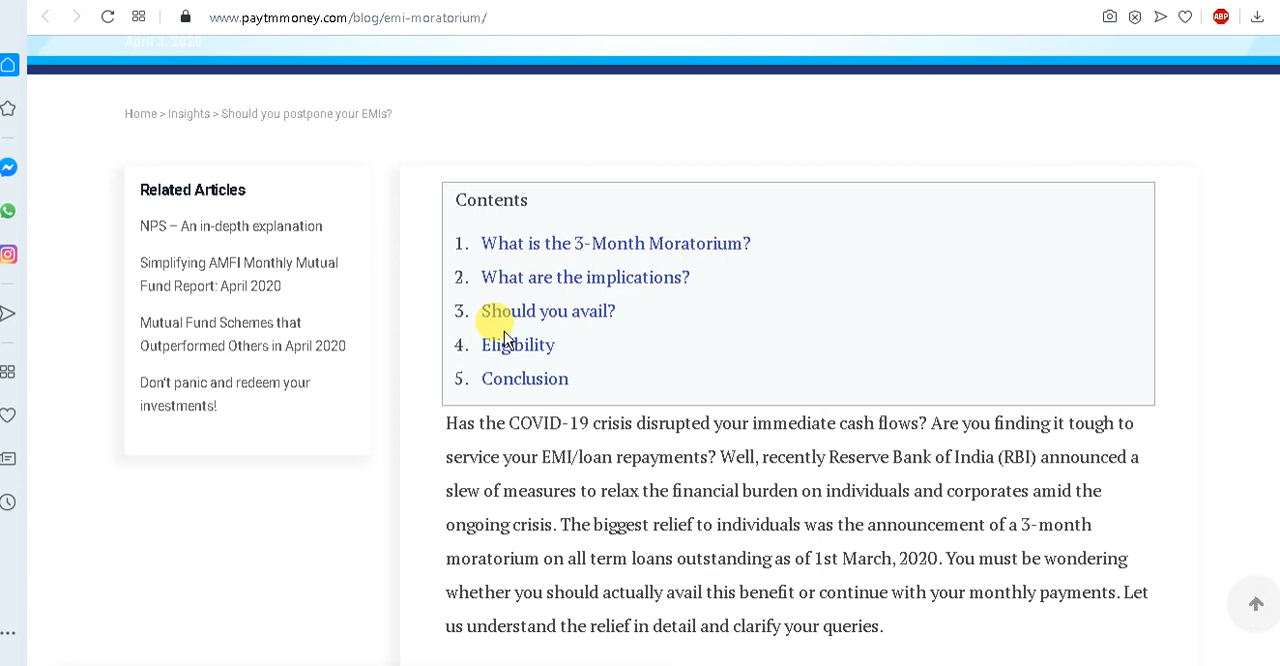 www.paytmmoney.com/blog/emi-moratorium/
ABP
April 3, 2020
Home > Insights > Should you postpone your EMIs?
Related Articles
NPS – An in-depth explanation
Simplifying AMFI Monthly Mutual
Fund Report: April 2020
Mutual Fund Schemes that
Outperformed Others in April 2020
Don't panic and redeem your
investments!
Contents
1. What is the 3-Month Moratorium?
2. What are the implications?
3. Should you avail?
4. Eligibility
5. Conclusion
Has the COVID-19 crisis disrupted your immediate cash flows? Are you finding it tough to
service your EMI/loan repayments? Well, recently Reserve Bank of India (RBI) announced a
slew of measures to relax the financial burden on individuals and corporates amid the
ongoing crisis. The biggest relief to individuals was the announcement of a 3-month
moratorium on all term loans outstanding as of 1st March, 2020. You must be wondering
whether you should actually avail this benefit or continue with your monthly payments. Let
us understand the relief in detail and clarify your queries.